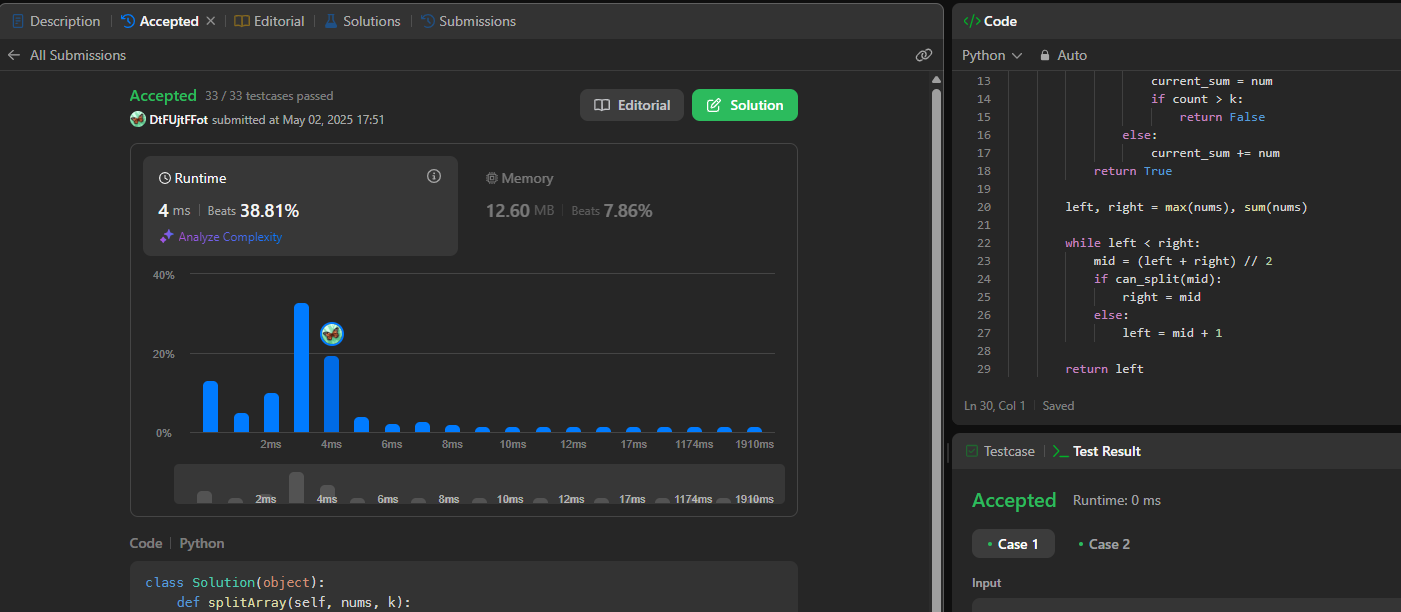 Description Accepted Editorial Solutions Submissions
All Submissions
Accepted 33 / 33 testcases passed
DtFUjtFFot submitted at May 02, 2025 17:51
Editorial Solution
Runtime
4 ms Beats 38.81%
Analyze Complexity
Memory
12.60 MB Beats 7.86%
40%
20%
0%
2ms 4ms 6ms 8ms 10ms 12ms 17ms 1174ms 1910ms
2ms 4ms 6ms 8ms 10ms 12ms 17ms 1174ms 1910ms
Code Python
class Solution(object):
def splitArray(self, nums, k):
</> Code
Python Auto
13 current_sum = num
14 if count > k:
15 return False
16 else:
17 current_sum += num
18 return True
19
20 left, right = max(nums), sum(nums)
21
22 while left < right:
23 mid = (left + right) // 2
24 if can_split(mid):
25 right = mid
26 else:
27 left = mid + 1
28
29 return left
Ln 30, Col 1 Saved
Testcase >_ Test Result
Accepted Runtime: 0 ms
• Case 1 • Case 2
Input